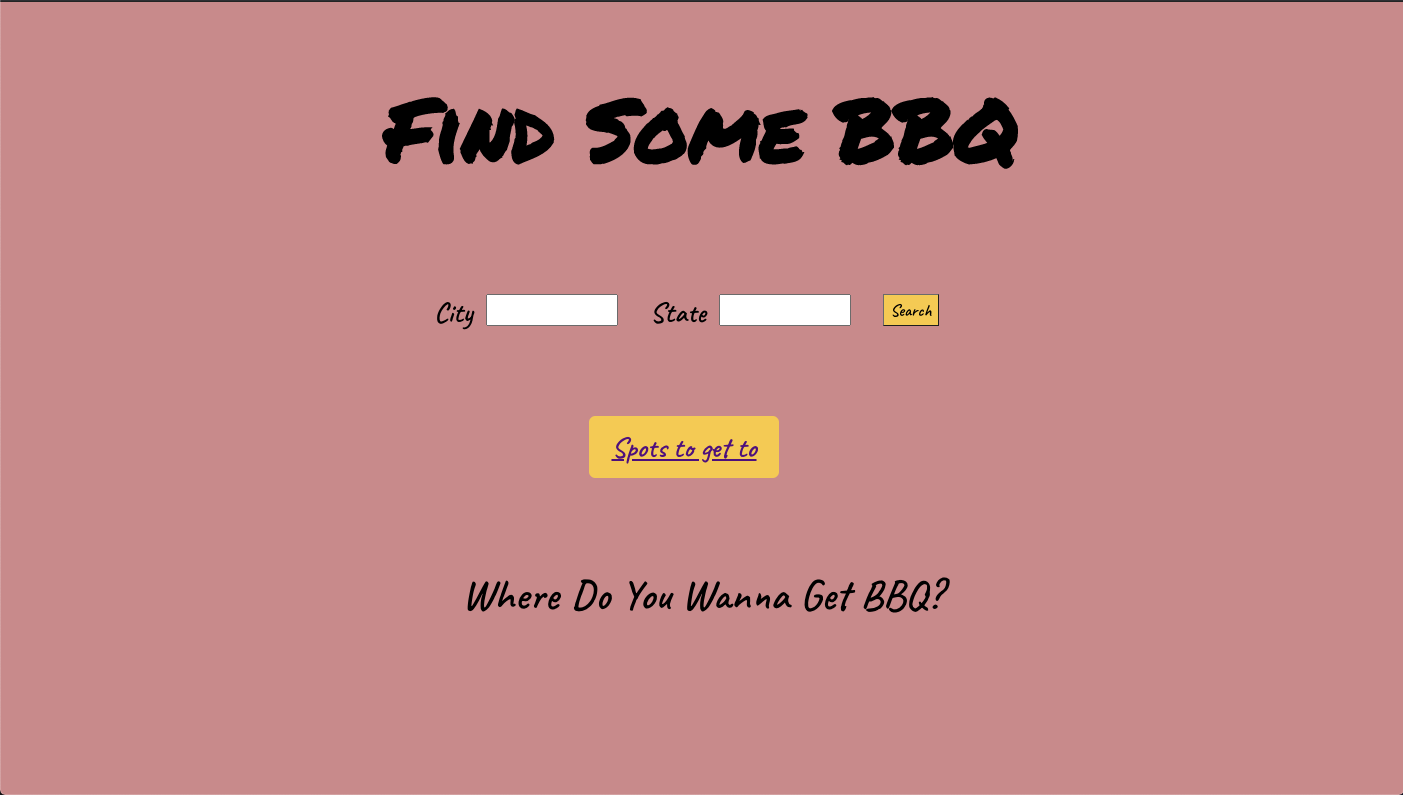 Find Some BBQ
City State Search
Spots to get to
Where Do You Wanna Get BBQ?